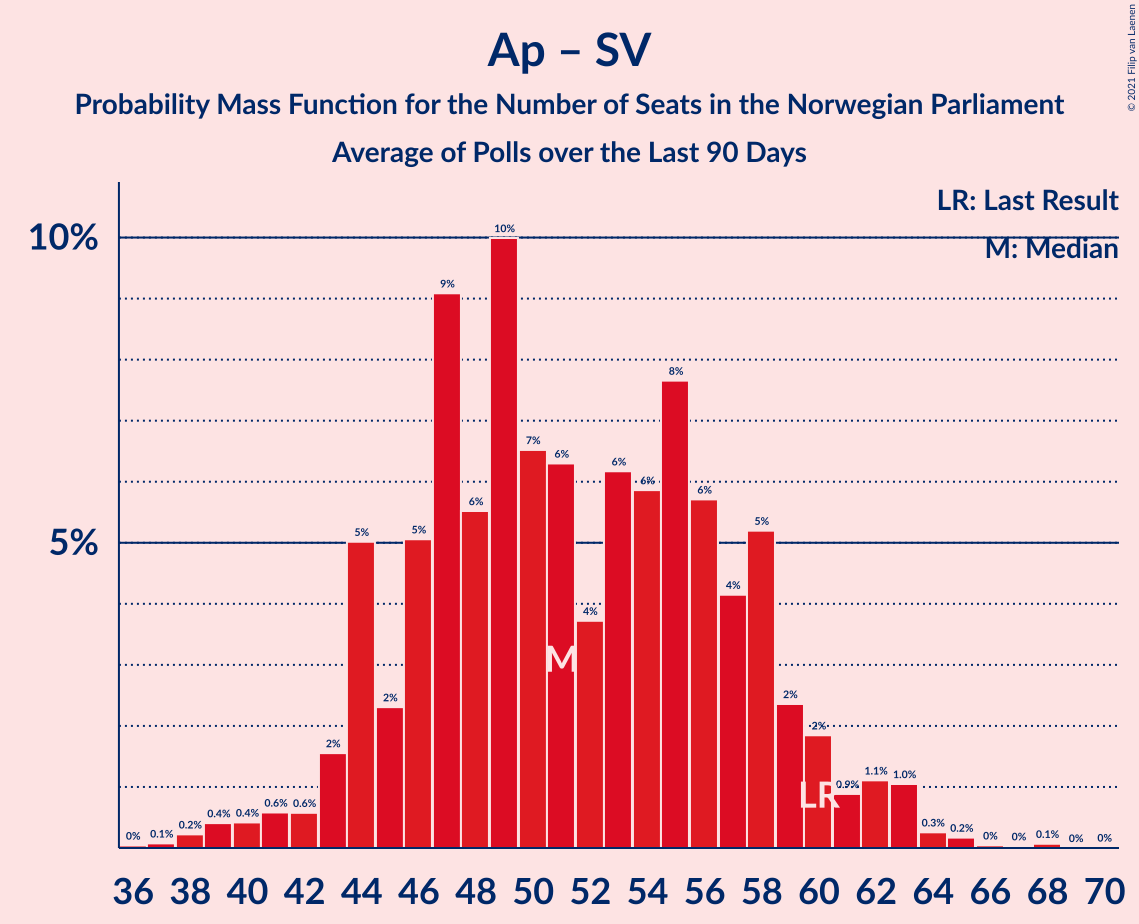 © 2021 Filip van Laenen
Ap – SV
Probability Mass Function for the Number of Seats in the Norwegian Parliament
Average of Polls over the Last 90 Days
LR: Last Result
M: Median
10%
5%
0% 0.1% 0.2% 0.4% 0.4% 0.6% 0.6% 2% 5% 2% 5% 9% 6% 10% 7% 6% 4% 6% 6% 8% 6% 4% 5% 2% 2% 0.9% 1.1% 1.0% 0.3% 0.2% 0% 0% 0.1% 0% 0%
M
LR
36 38 40 42 44 46 48 50 52 54 56 58 60 62 64 66 68 70